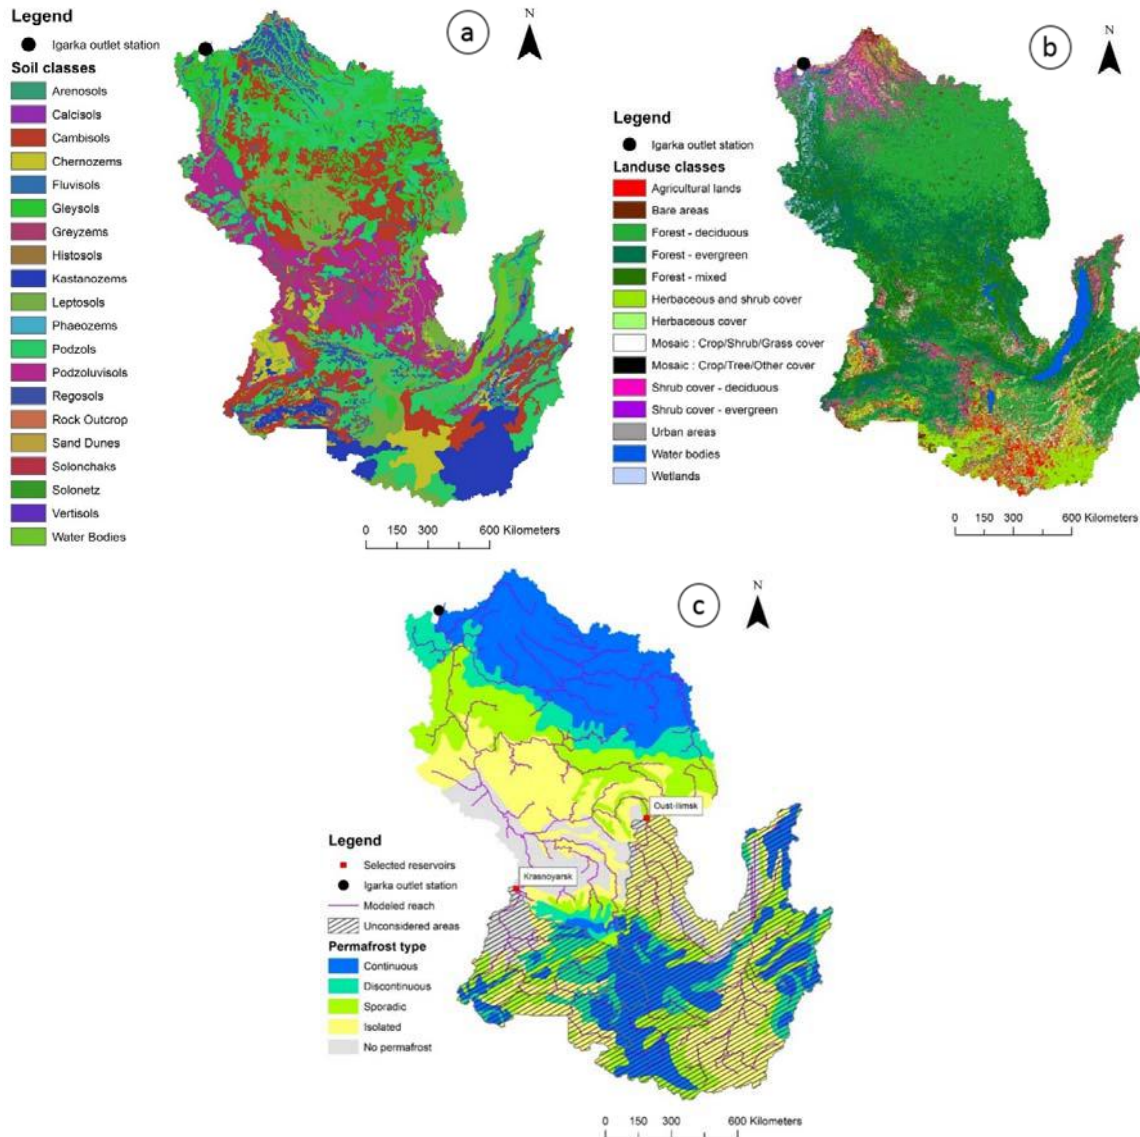 Legend
Igarka outlet station
Soil classes
Arenosols
Calcisols
Cambisols
Chernozems
Fluvisols
Gleysols
Greyzems
Histosols
Kastanozems
Leptosols
Phaeozems
Podzols
Podzoluvisols
Regosols
Rock Outcrop
Sand Dunes
Solonchaks
Solonetz
Vertisols
Water Bodies
a
N
0 150 300 600 Kilometers
b
N
Legend
Igarka outlet station
Landuse classes
Agricultural lands
Bare areas
Forest - deciduous
Forest - evergreen
Forest - mixed
Herbaceous and shrub cover
Herbaceous cover
Mosaic : Crop/Shrub/Grass cover
Mosaic : Crop/Tree/Other cover
Shrub cover - deciduous
Shrub cover - evergreen
Urban areas
Water bodies
Wetlands
0 150 300 600 Kilometers
c
N
Oust-Ilimsk
Krasnoyarsk
Legend
Selected reservoirs
Igarka outlet station
Modeled reach
Unconsidered areas
Permafrost type
Continuous
Discontinuous
Sporadic
Isolated
No permafrost
0 150 300 600 Kilometers